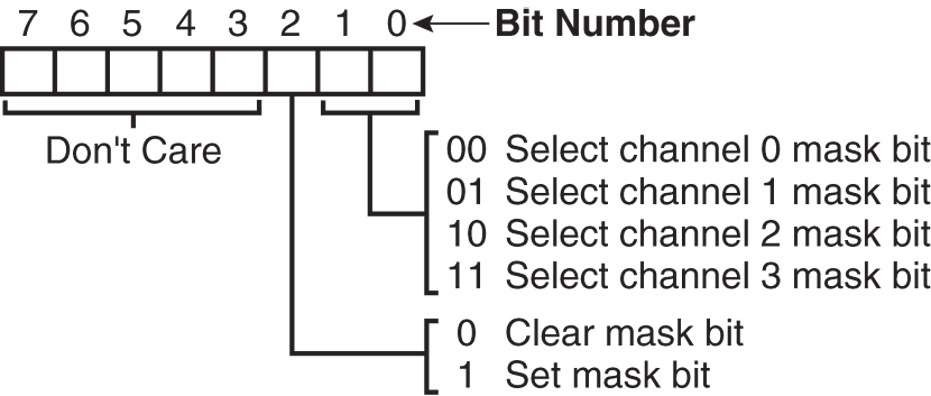 7 6 5 4 3 2 1 0 Bit Number
Don't Care
00 Select channel 0 mask bit
01 Select channel 1 mask bit
10 Select channel 2 mask bit
11 Select channel 3 mask bit
0 Clear mask bit
1 Set mask bit